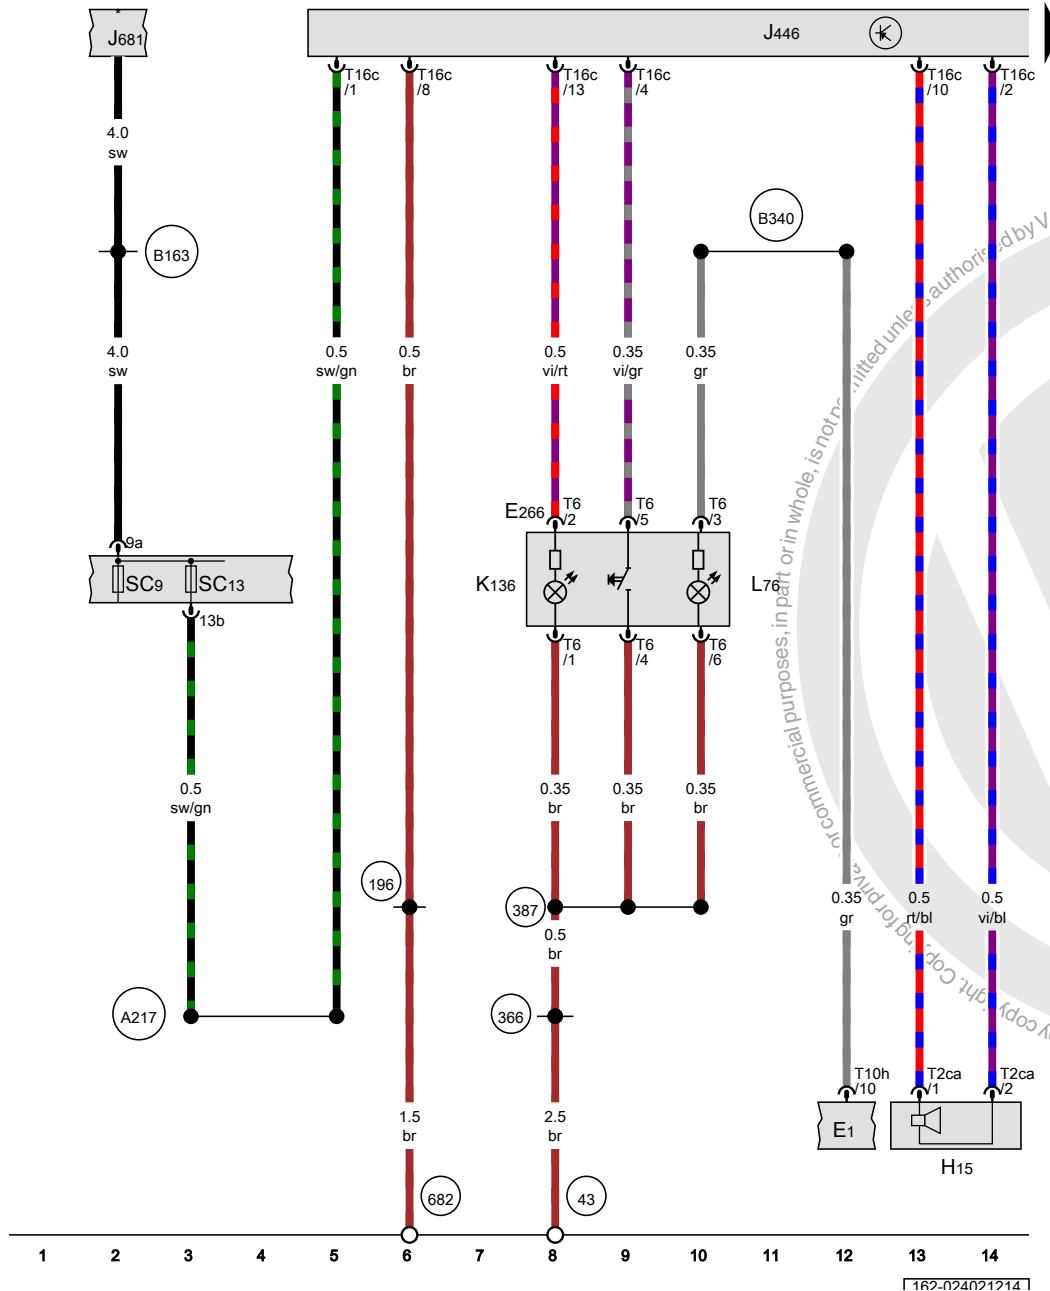 *
J681
J446
T16c
/1
T16c
/8
T16c
/13
T16c
/4
T16c
/10
T16c
/2
4.0
sw
B163
B340
4.0
sw
0.5
sw/gn
0.5
br
0.5
vi/rt
0.35
vi/gr
0.35
gr
9a
E266
T6
/2
T6
/5
T6
/3
SC9
SC13
K136
L76
13b
T6
/1
T6
/4
T6
/6
0.5
sw/gn
0.35
br
0.35
br
0.35
br
196
387
0.35
gr
0.5
rt/bl
0.5
vi/bl
0.5
br
A217
366
T10h
/10
T2ca
/1
T2ca
/2
1.5
br
2.5
br
E1
H15
682
43
1 2 3 4 5 6 7 8 9 10 11 12 13 14
162-024021214
or commercial purposes, in part or in whole, is not
authorised by V